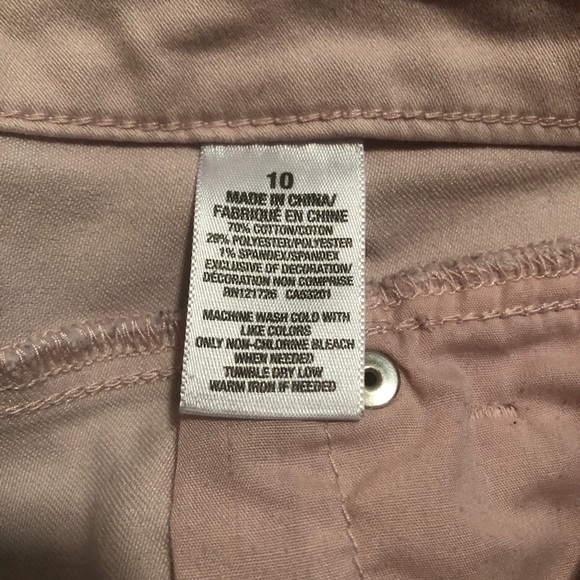 10
MADE IN CHINA/
FABRIQUÉ EN CHINE
70% COTTON/COTON
29% POLYESTER/POLYESTER
1% SPANDEX/SPANDEX
EXCLUSIVE OF DECORATION/
DÉCORATION NON COMPRISE
RN121726 CA53201
MACHINE WASH COLD WITH
LIKE COLORS
ONLY NON-CHLORINE BLEACH
WHEN NEEDED
TUMBLE DRY LOW
WARM IRON IF NEEDED